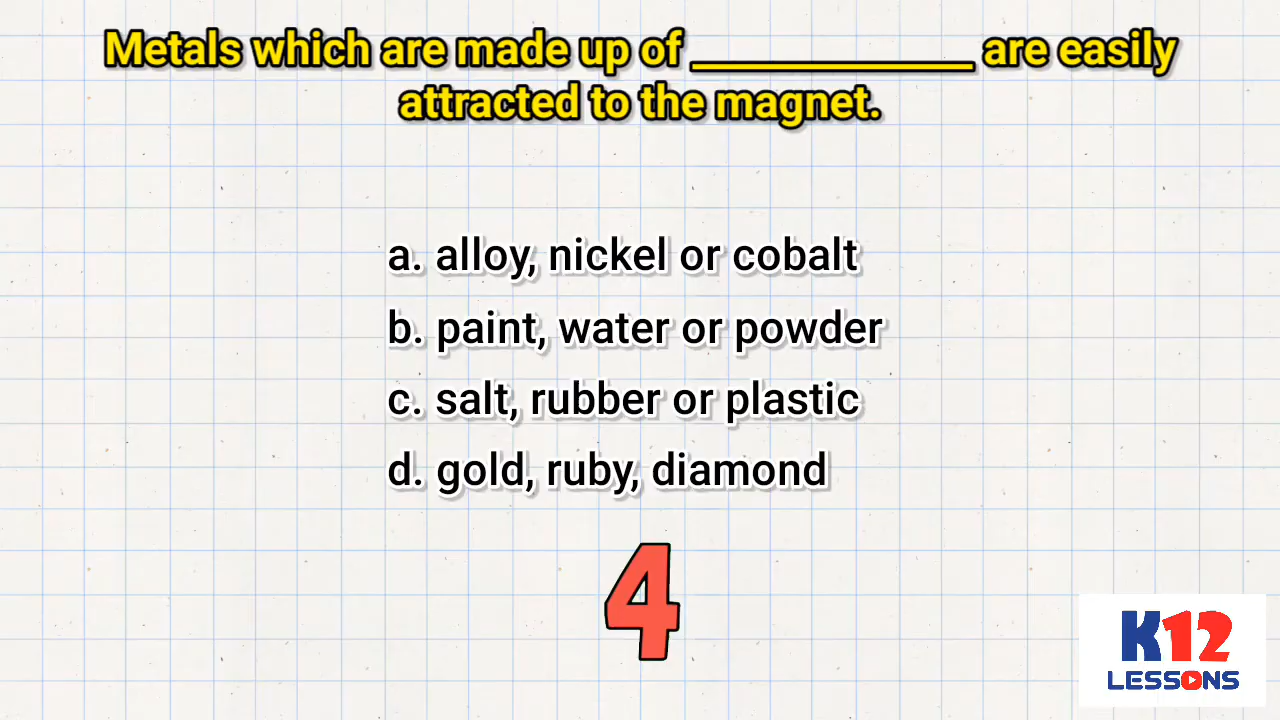 Metals which are made up of _____________ are easily
attracted to the magnet.
a. alloy, nickel or cobalt
b. paint, water or powder
c. salt, rubber or plastic
d. gold, ruby, diamond
4
K12
LESSONS